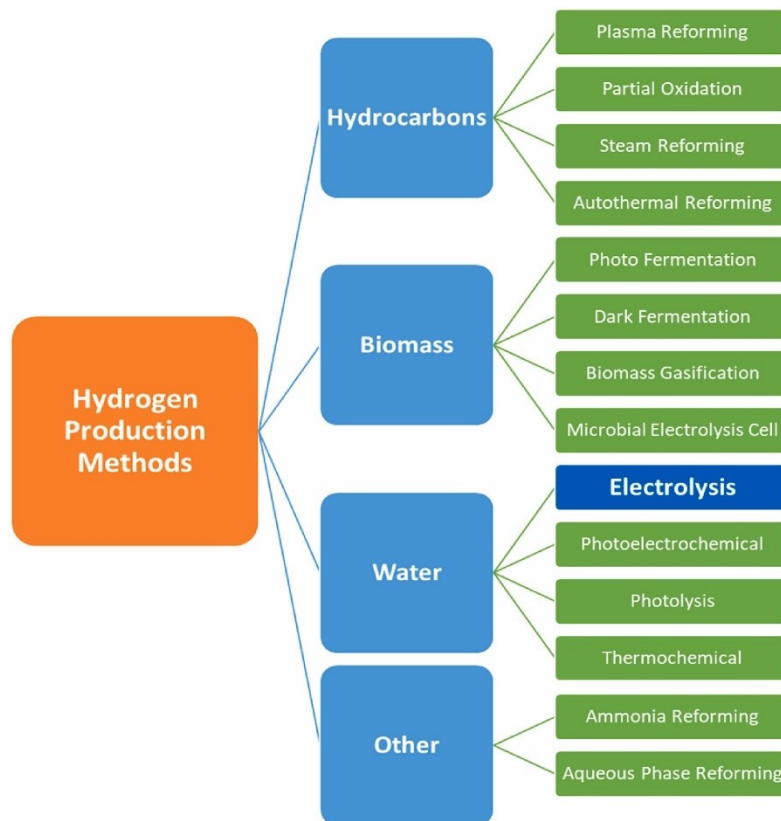 Hydrogen
Production
Methods
Hydrocarbons
Plasma Reforming
Partial Oxidation
Steam Reforming
Autothermal Reforming
Biomass
Photo Fermentation
Dark Fermentation
Biomass Gasification
Microbial Electrolysis Cell
Water
Electrolysis
Photoelectrochemical
Photolysis
Thermochemical
Other
Ammonia Reforming
Aqueous Phase Reforming